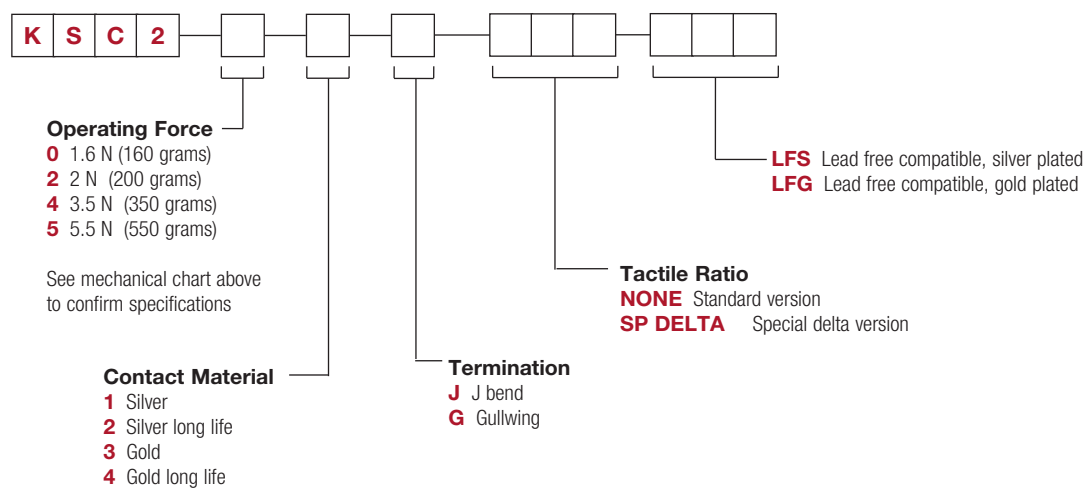 K S C 2
Operating Force
0 1.6 N (160 grams)
2 2 N (200 grams)
4 3.5 N (350 grams)
5 5.5 N (550 grams)
See mechanical chart above
to confirm specifications
Contact Material
1 Silver
2 Silver long life
3 Gold
4 Gold long life
Termination
J J bend
G Gullwing
Tactile Ratio
NONE Standard version
SP DELTA Special delta version
LFS Lead free compatible, silver plated
LFG Lead free compatible, gold plated